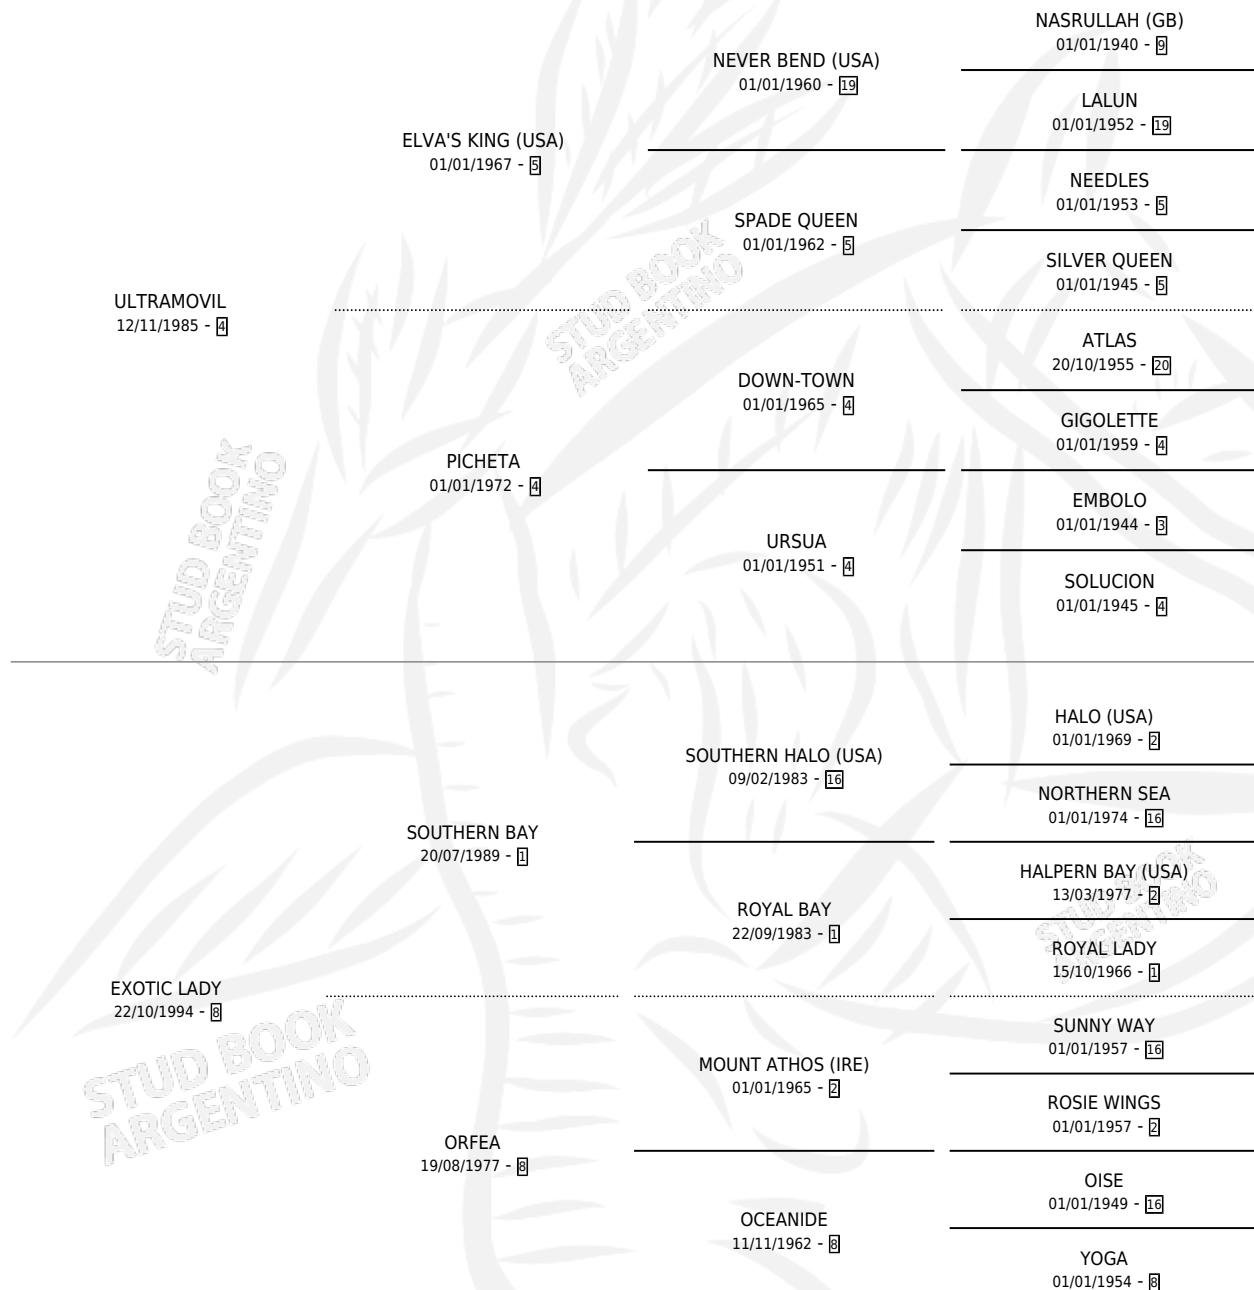 NASRULLAH (GB)
01/01/1940 - 9
NEVER BEND (USA)
01/01/1960 - 19
LALUN
01/01/1952 - 19
ELVA'S KING (USA)
01/01/1967 - 5
NEEDLES
01/01/1953 - 5
SPADE QUEEN
01/01/1962 - 5
SILVER QUEEN
01/01/1945 - 5
ULTRAMOVIL
12/11/1985 - 4
STUD BOOK
ARGENTINO
ATLAS
20/10/1955 - 20
DOWN-TOWN
01/01/1965 - 4
GIGOLETTE
01/01/1959 - 4
PICHETA
01/01/1972 - 4
EMBOLO
01/01/1944 - 3
URSUA
01/01/1951 - 4
SOLUCION
01/01/1945 - 4
STUD BOOK
ARGENTINO
HALO (USA)
01/01/1969 - 2
SOUTHERN HALO (USA)
09/02/1983 - 16
NORTHERN SEA
01/01/1974 - 16
SOUTHERN BAY
20/07/1989 - 1
HALPERN BAY (USA)
13/03/1977 - 2
ROYAL BAY
22/09/1983 - 1
STUD BOOK
ARGENTINO
ROYAL LADY
15/10/1966 - 1
EXOTIC LADY
22/10/1994 - 8
STUD BOOK
ARGENTINO
SUNNY WAY
01/01/1957 - 16
MOUNT ATHOS (IRE)
01/01/1965 - 2
ROSIE WINGS
01/01/1957 - 2
ORFEA
19/08/1977 - 8
OISE
01/01/1949 - 16
OCEANIDE
11/11/1962 - 8
YOGA
01/01/1954 - 8